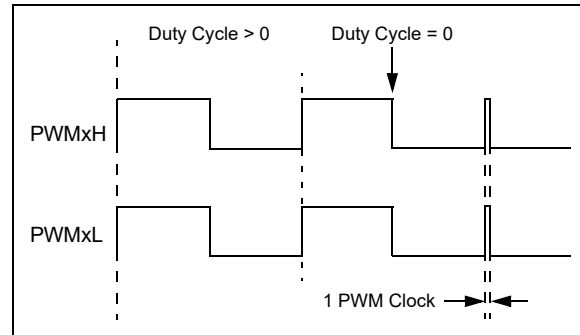 Duty Cycle > 0
Duty Cycle = 0
PWMxH
PWMxL
1 PWM Clock